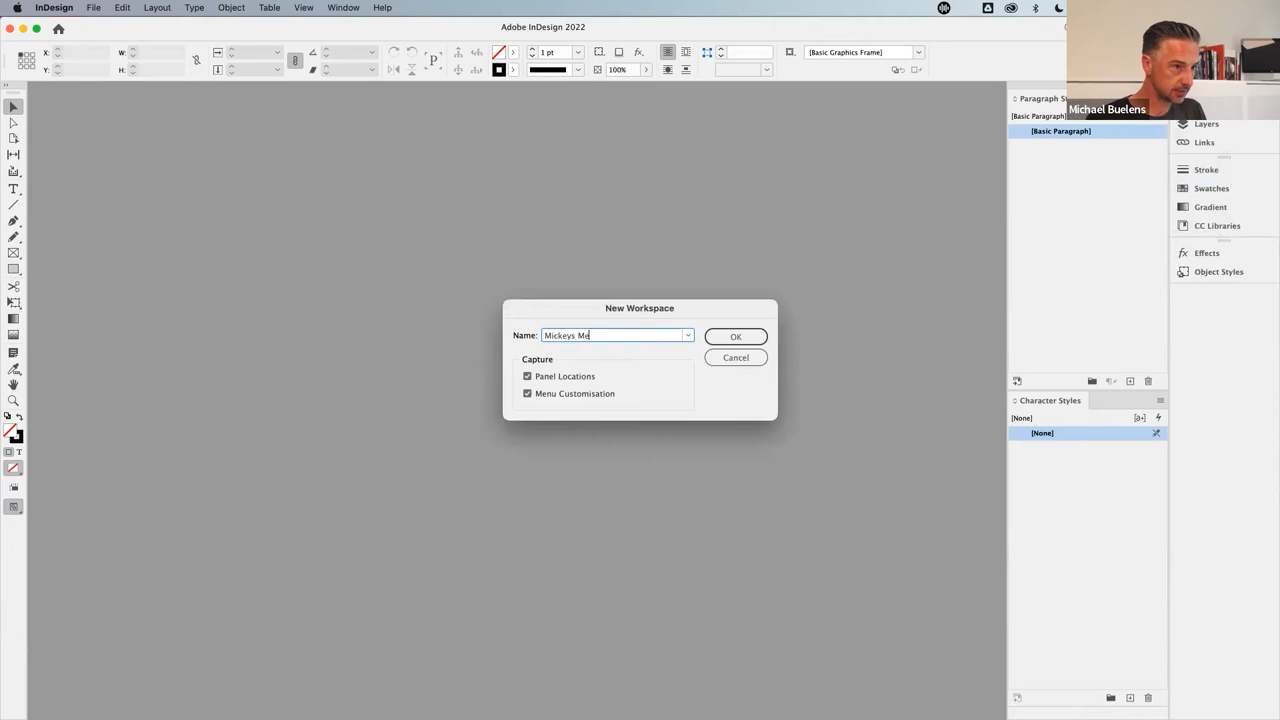 InDesign File Edit Layout Type Object Table View Window Help
Adobe InDesign 2022
X: W: 1 pt [Basic Graphics Frame]
Y: H: P 100%
Michael Buelens
Paragraph St
[Basic Paragraph]
[Basic Paragraph]
Layers
Links
Stroke
Swatches
Gradient
CC Libraries
fx Effects
Object Styles
New Workspace
Name: Mickeys Me
OK
Capture
Cancel
Panel Locations
Menu Customisation
Character Styles
[None]
[None]